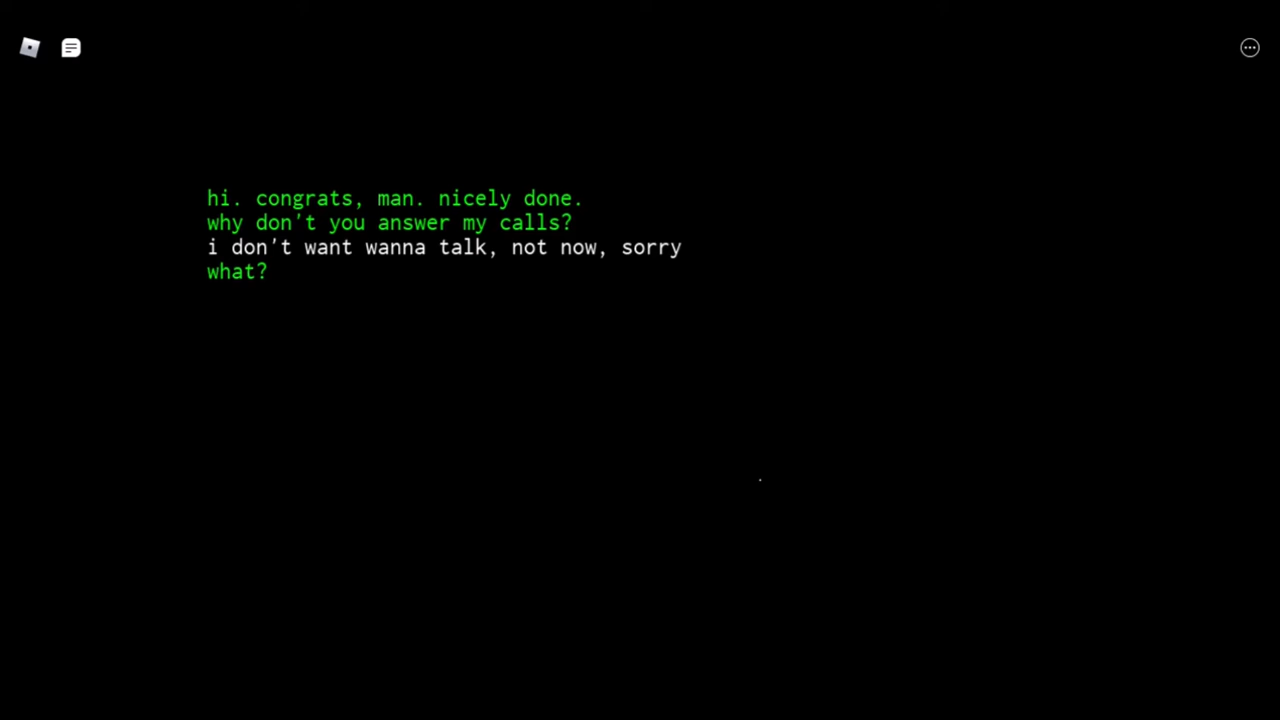 hi. congrats, man. nicely done.
why don't you answer my calls?
i don't want wanna talk, not now, sorry
what?